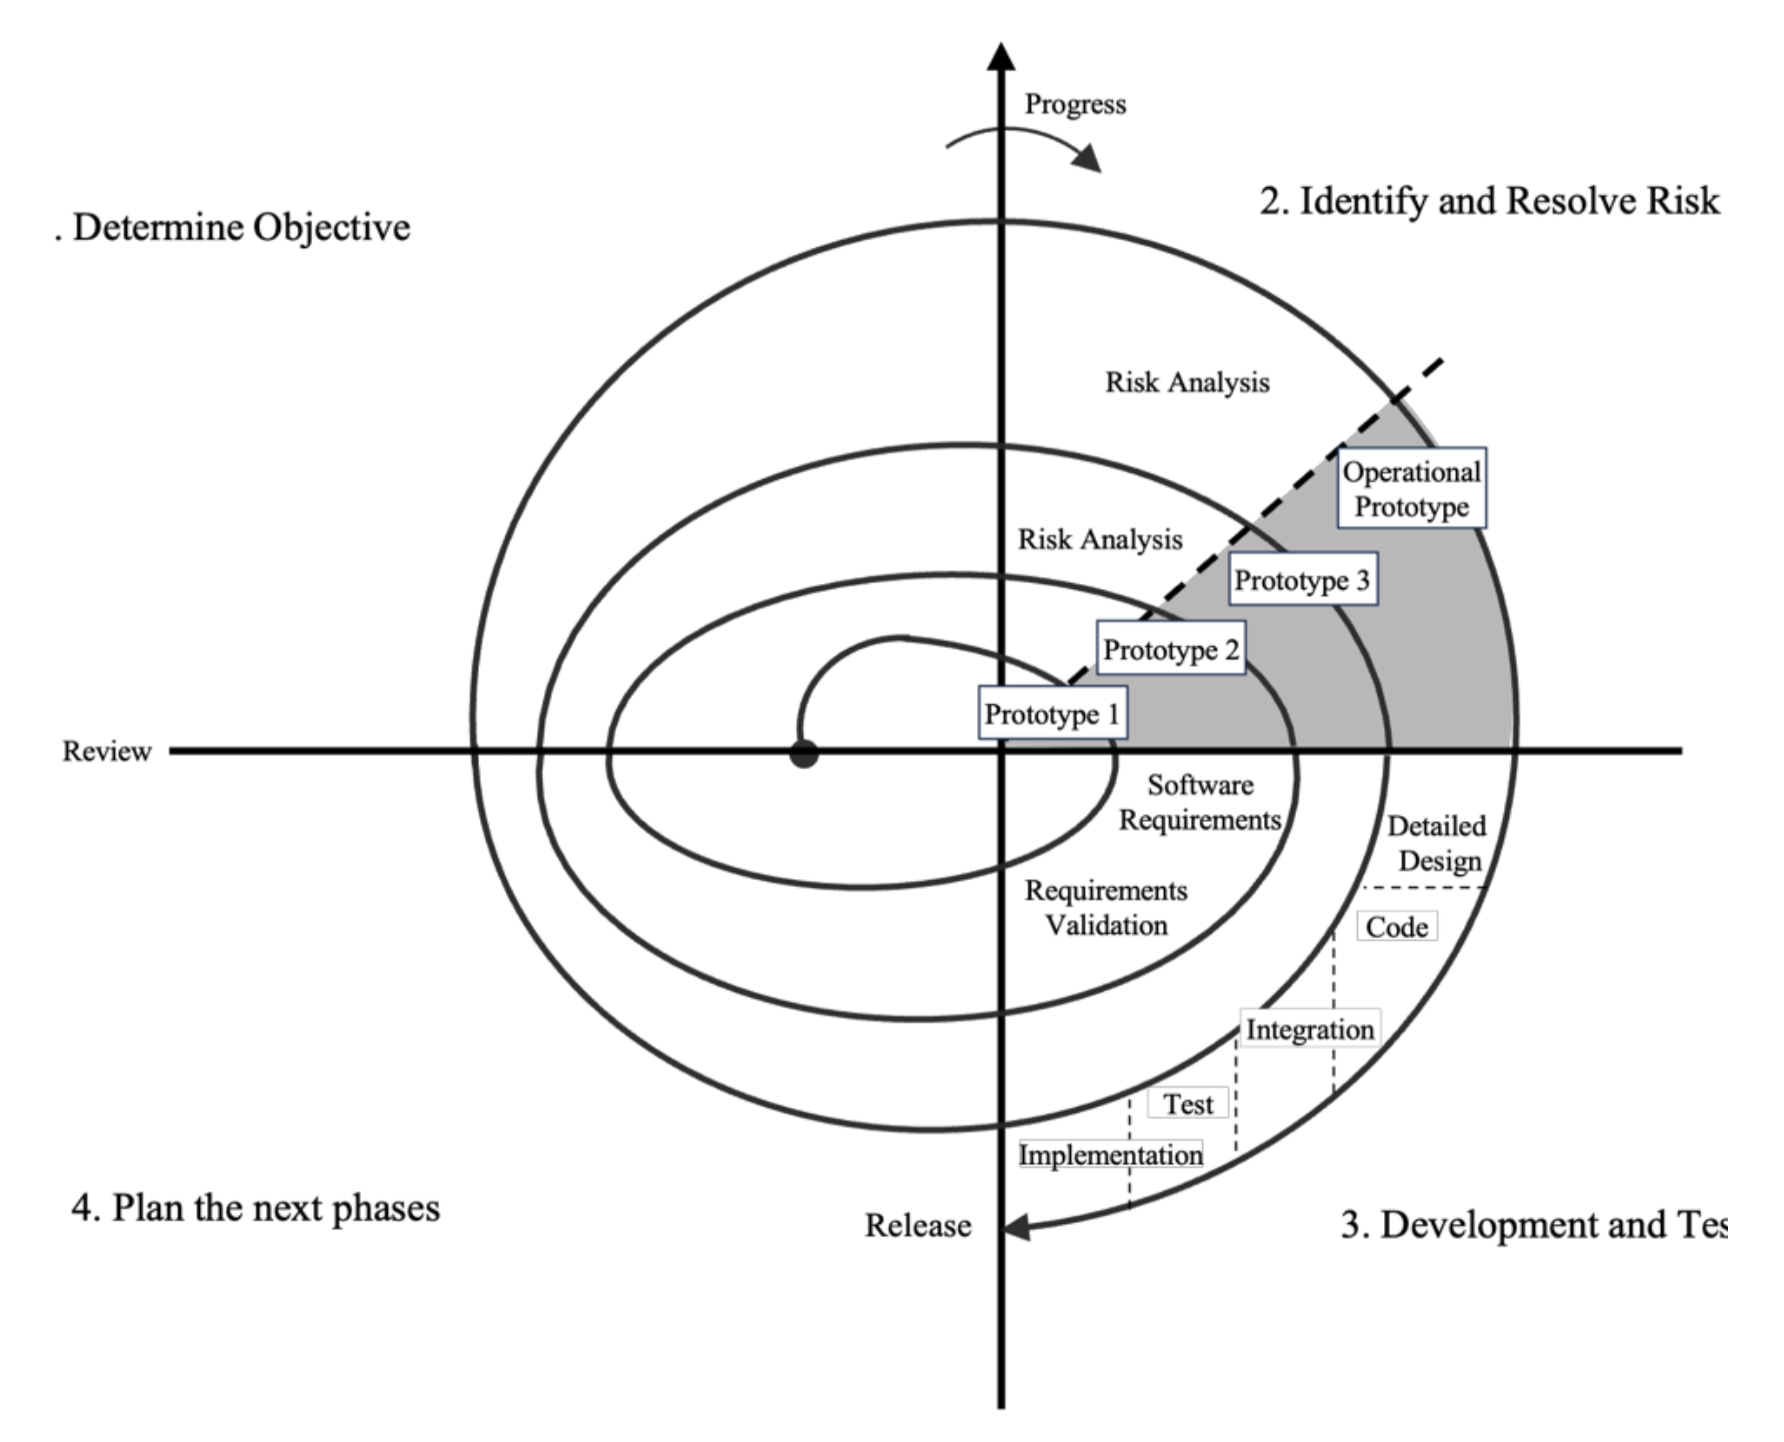 Progress
2. Identify and Resolve Risk
. Determine Objective
Risk Analysis
Operational
Prototype
Risk Analysis
Prototype 3
Prototype 2
Prototype 1
Review
Software
Requirements
Detailed
Design
Requirements
Validation
Code
Integration
Test
Implementation
4. Plan the next phases
Release
3. Development and Tes